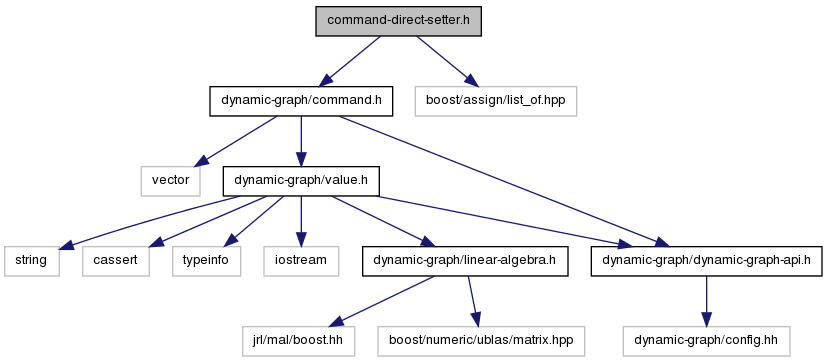 command-direct-setter.h
dynamic-graph/command.h
boost/assign/list_of.hpp
vector
dynamic-graph/value.h
string
cassert
typeinfo
iostream
dynamic-graph/linear-algebra.h
dynamic-graph/dynamic-graph-api.h
jrl/mal/boost.hh
boost/numeric/ublas/matrix.hpp
dynamic-graph/config.hh